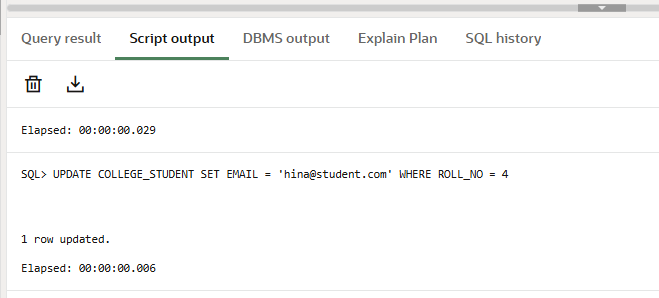 Query result Script output DBMS output Explain Plan SQL history
Elapsed: 00:00:00.029
SQL> UPDATE COLLEGE_STUDENT SET EMAIL = 'hina@student.com' WHERE ROLL_NO = 4
1 row updated.
Elapsed: 00:00:00.006